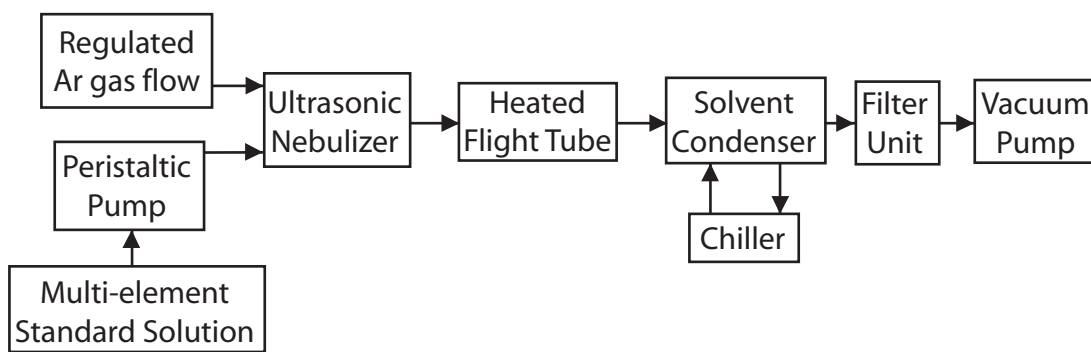 Regulated
Ar gas flow
Ultrasonic
Nebulizer
Heated
Flight Tube
Solvent
Condenser
Filter
Unit
Vacuum
Pump
Peristaltic
Pump
Chiller
Multi-element
Standard Solution